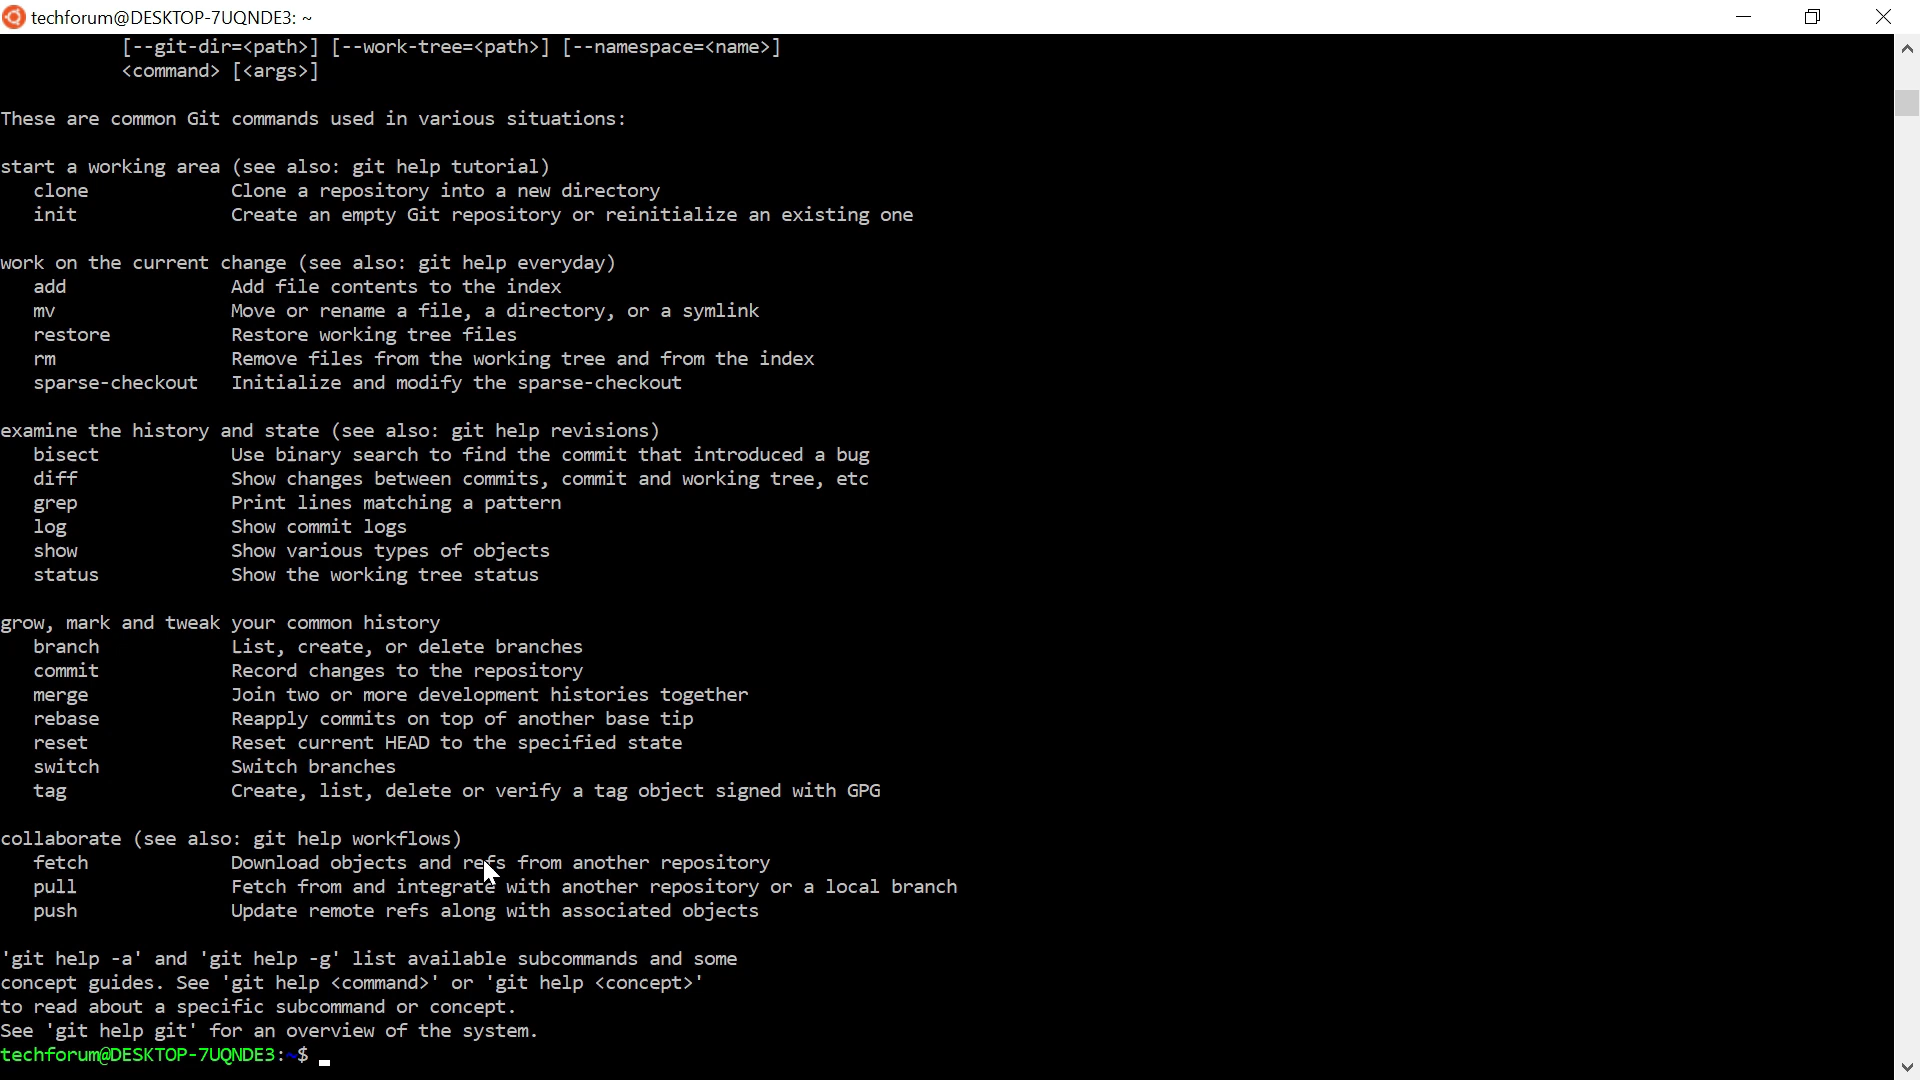 techforum@DESKTOP-7UQNDE3: ~
[--git-dir=<path>] [--work-tree=<path>] [--namespace=<name>]
<command> [<args>]
These are common Git commands used in various situations:
start a working area (see also: git help tutorial)
clone Clone a repository into a new directory
init Create an empty Git repository or reinitialize an existing one
work on the current change (see also: git help everyday)
add Add file contents to the index
mv Move or rename a file, a directory, or a symlink
restore Restore working tree files
rm Remove files from the working tree and from the index
sparse-checkout Initialize and modify the sparse-checkout
examine the history and state (see also: git help revisions)
bisect Use binary search to find the commit that introduced a bug
diff Show changes between commits, commit and working tree, etc
grep Print lines matching a pattern
log Show commit logs
show Show various types of objects
status Show the working tree status
grow, mark and tweak your common history
branch List, create, or delete branches
commit Record changes to the repository
merge Join two or more development histories together
rebase Reapply commits on top of another base tip
reset Reset current HEAD to the specified state
switch Switch branches
tag Create, list, delete or verify a tag object signed with GPG
collaborate (see also: git help workflows)
fetch Download objects and refs from another repository
pull Fetch from and integrate with another repository or a local branch
push Update remote refs along with associated objects
'git help -a' and 'git help -g' list available subcommands and some
concept guides. See 'git help <command>' or 'git help <concept>'
to read about a specific subcommand or concept.
See 'git help git' for an overview of the system.
techforum@DESKTOP-7UQNDE3:~$